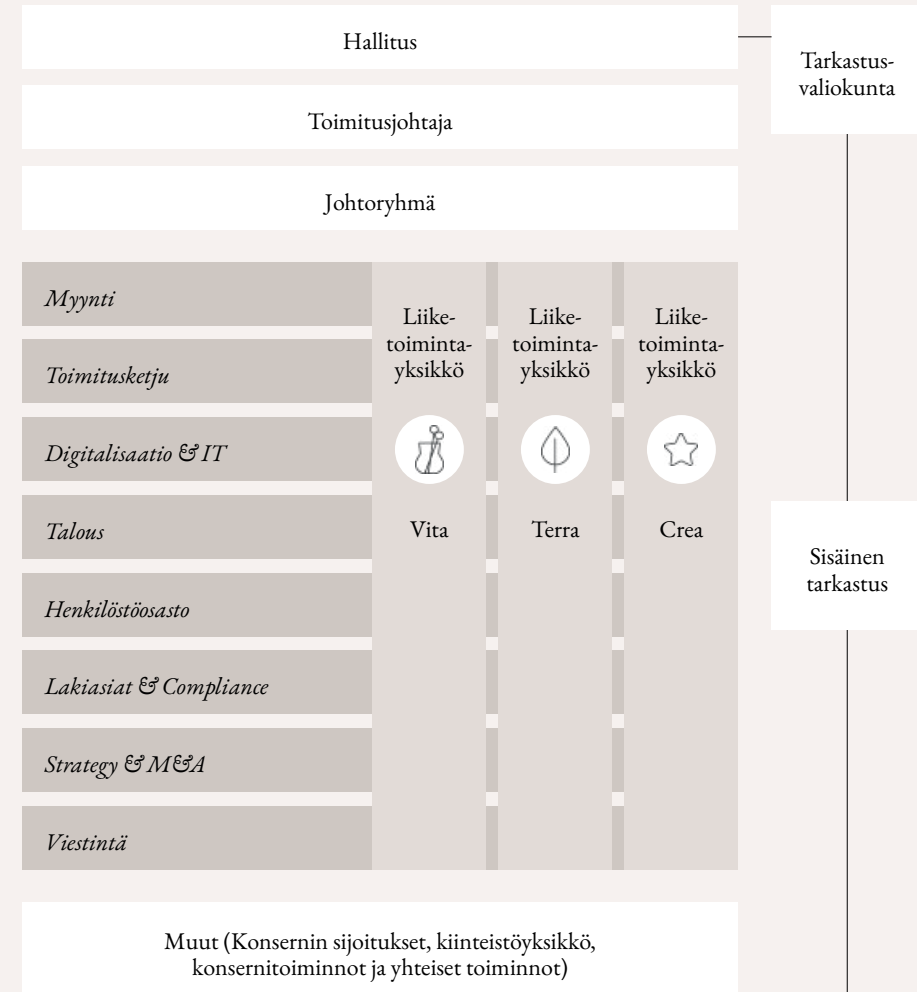 Hallitus
Tarkastus-
valiokunta
Toimitusjohtaja
Johtoryhmä
Myynti
Toimitusketju
Digitalisaatio & IT
Talous
Henkilöstöosasto
Lakiasiat & Compliance
Strategy & M&A
Viestintä
Liike-
toiminta-
yksikkö
Vita
Liike-
toiminta-
yksikkö
Terra
Liike-
toiminta-
yksikkö
Crea
Sisäinen
tarkastus
Muut (Konsernin sijoitukset, kiinteistöyksikkö,
konsernitoiminnot ja yhteiset toiminnot)